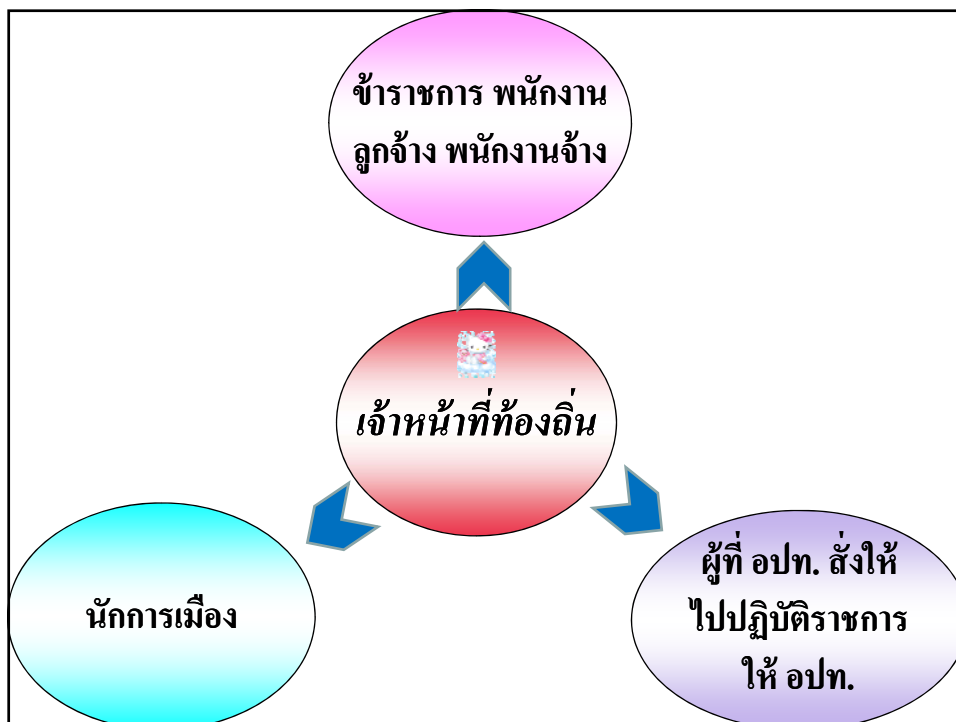 ข้าราชการ พนักงาน
ลูกจ้าง พนักงานจ้าง
เจ้าหน้าที่ท้องถิ่น
นักการเมือง
ผู้ที่ อปท. สั่งให้
ไปปฏิบัติราชการ
ให้ อปท.